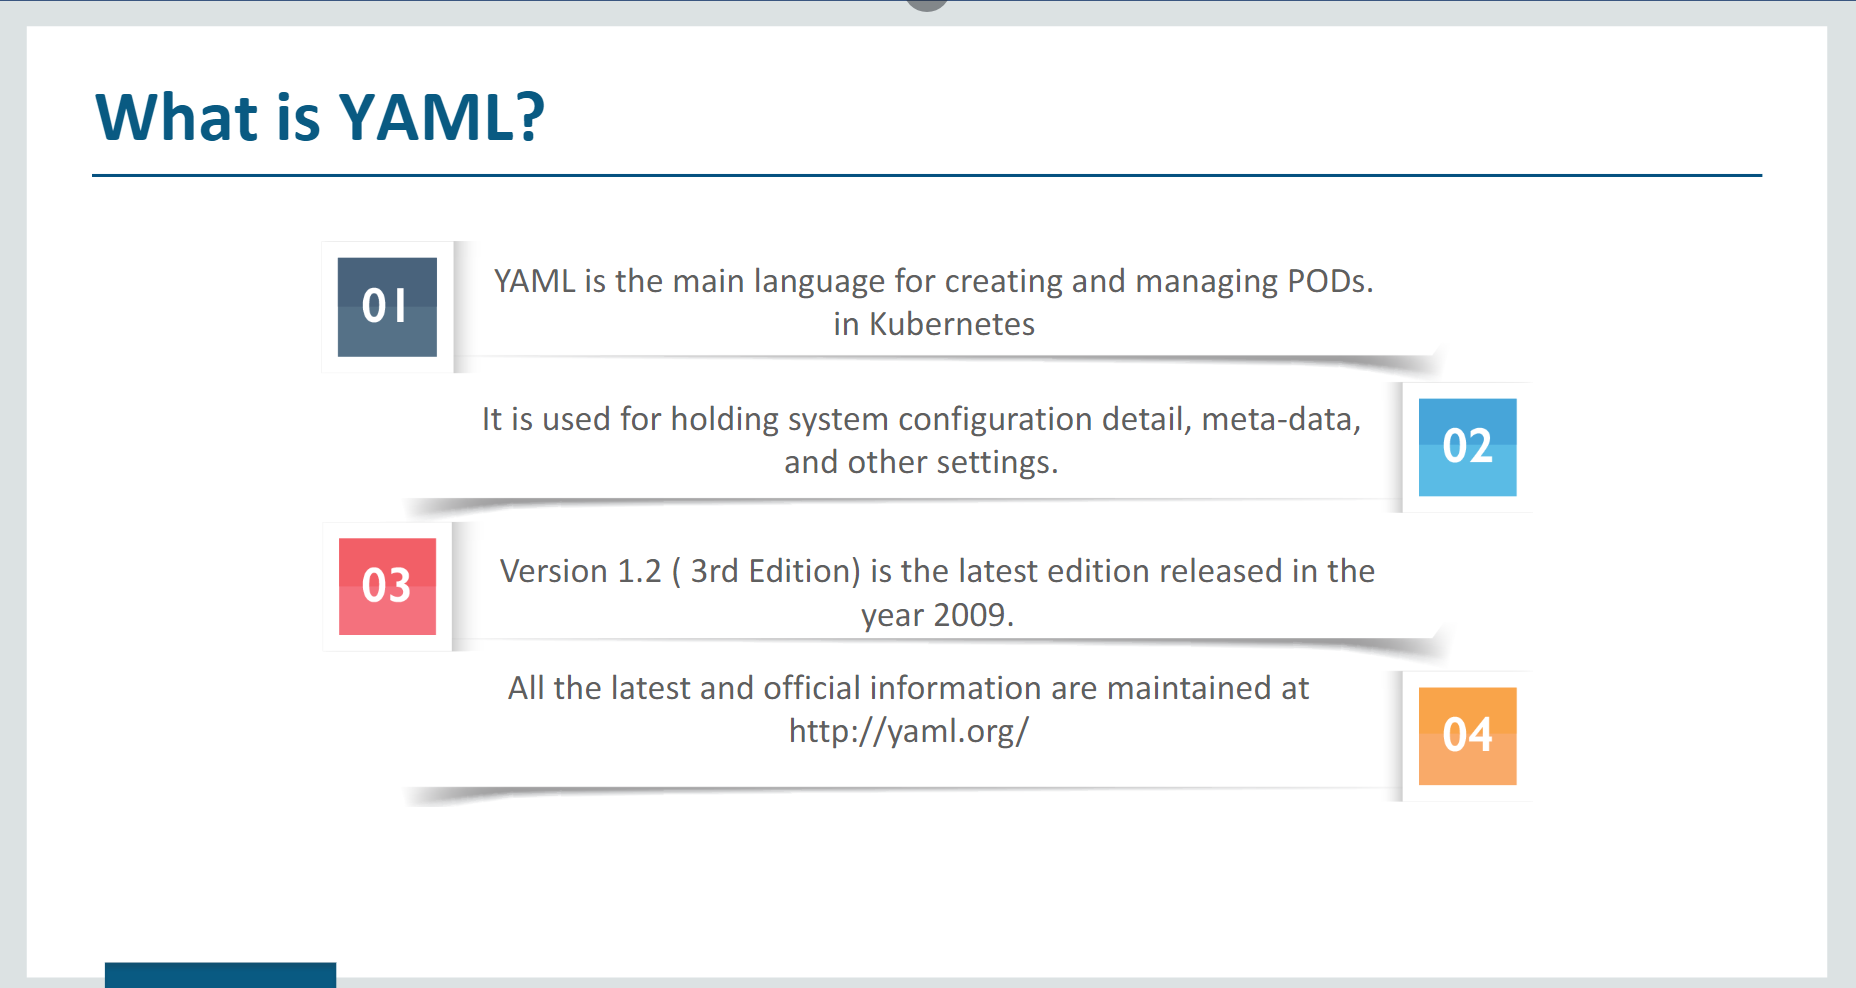 What is YAML?
01
YAML is the main language for creating and managing PODs.
in Kubernetes
It is used for holding system configuration detail, meta-data,
and other settings.
02
03
Version 1.2 ( 3rd Edition) is the latest edition released in the
year 2009.
All the latest and official information are maintained at
http://yaml.org/
04